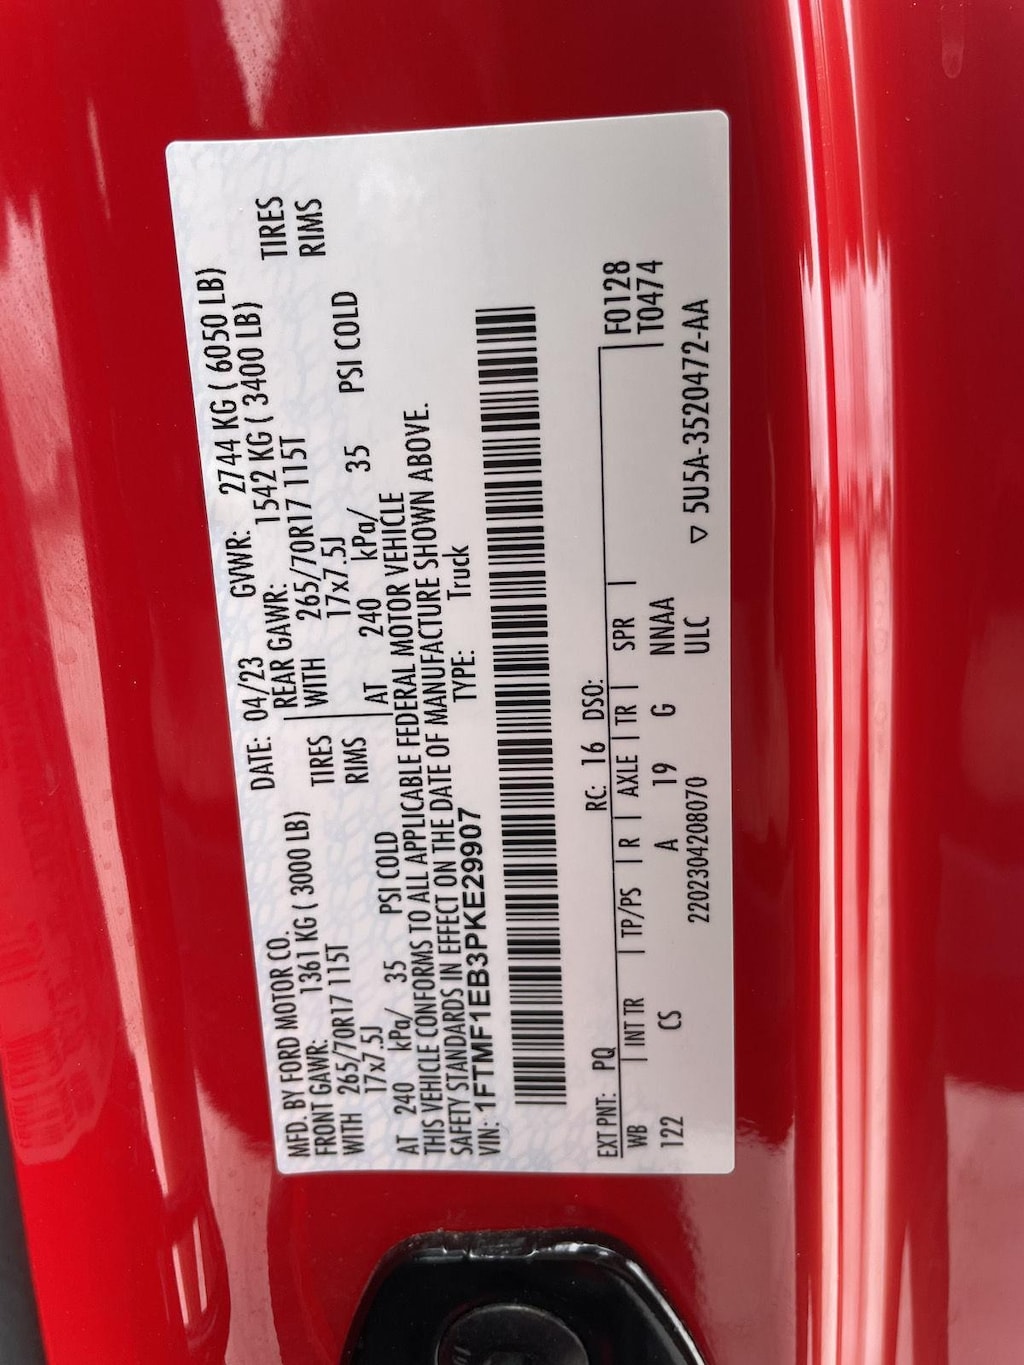 MFD. BY FORD MOTOR CO. DATE: 04/23 GVWR: 2744 KG ( 6050 LB)
FRONT GAWR: 1361 KG ( 3000 LB) REAR GAWR: 1542 KG ( 3400 LB)
WITH 265/70R17 115T TIRES WITH 265/70R17 115T TIRES
17x7.5J RIMS 17x7.5J RIMS
AT 240 kPa/ 35 PSI COLD AT 240 kPa/ 35 PSI COLD
THIS VEHICLE CONFORMS TO ALL APPLICABLE FEDERAL MOTOR VEHICLE
SAFETY STANDARDS IN EFFECT ON THE DATE OF MANUFACTURE SHOWN ABOVE.
VIN: 1FTMF1EB3PKE29907 TYPE: Truck
EXT PNT: PQ RC: 16 DSO: F0128
WB INT TR TP/PS R AXLE TR SPR T0474
122 CS A 19 G NNAA
2202304208070 ULC ▽ 5U5A-3520472-AA